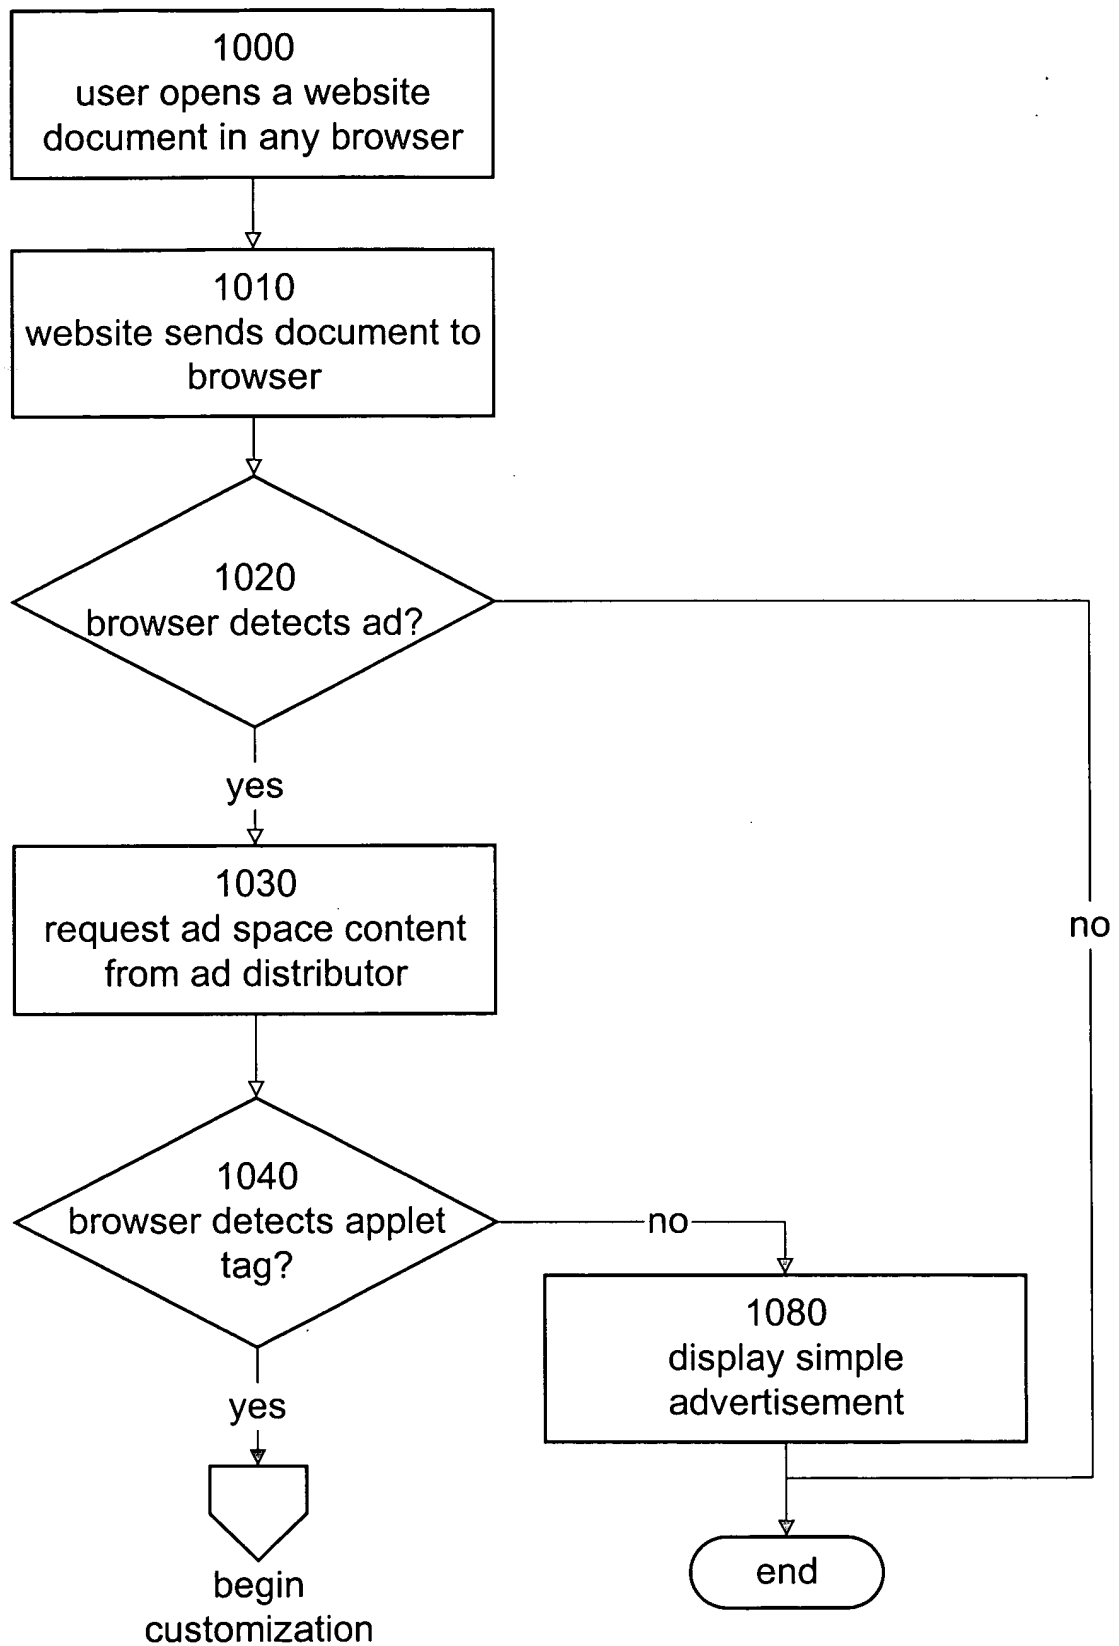 1000
user opens a website
document in any browser
1010
website sends document to
browser
1020
browser detects ad?
yes
no
1030
request ad space content
from ad distributor
1040
browser detects applet
tag?
no
1080
display simple
advertisement
yes
begin
customization
end